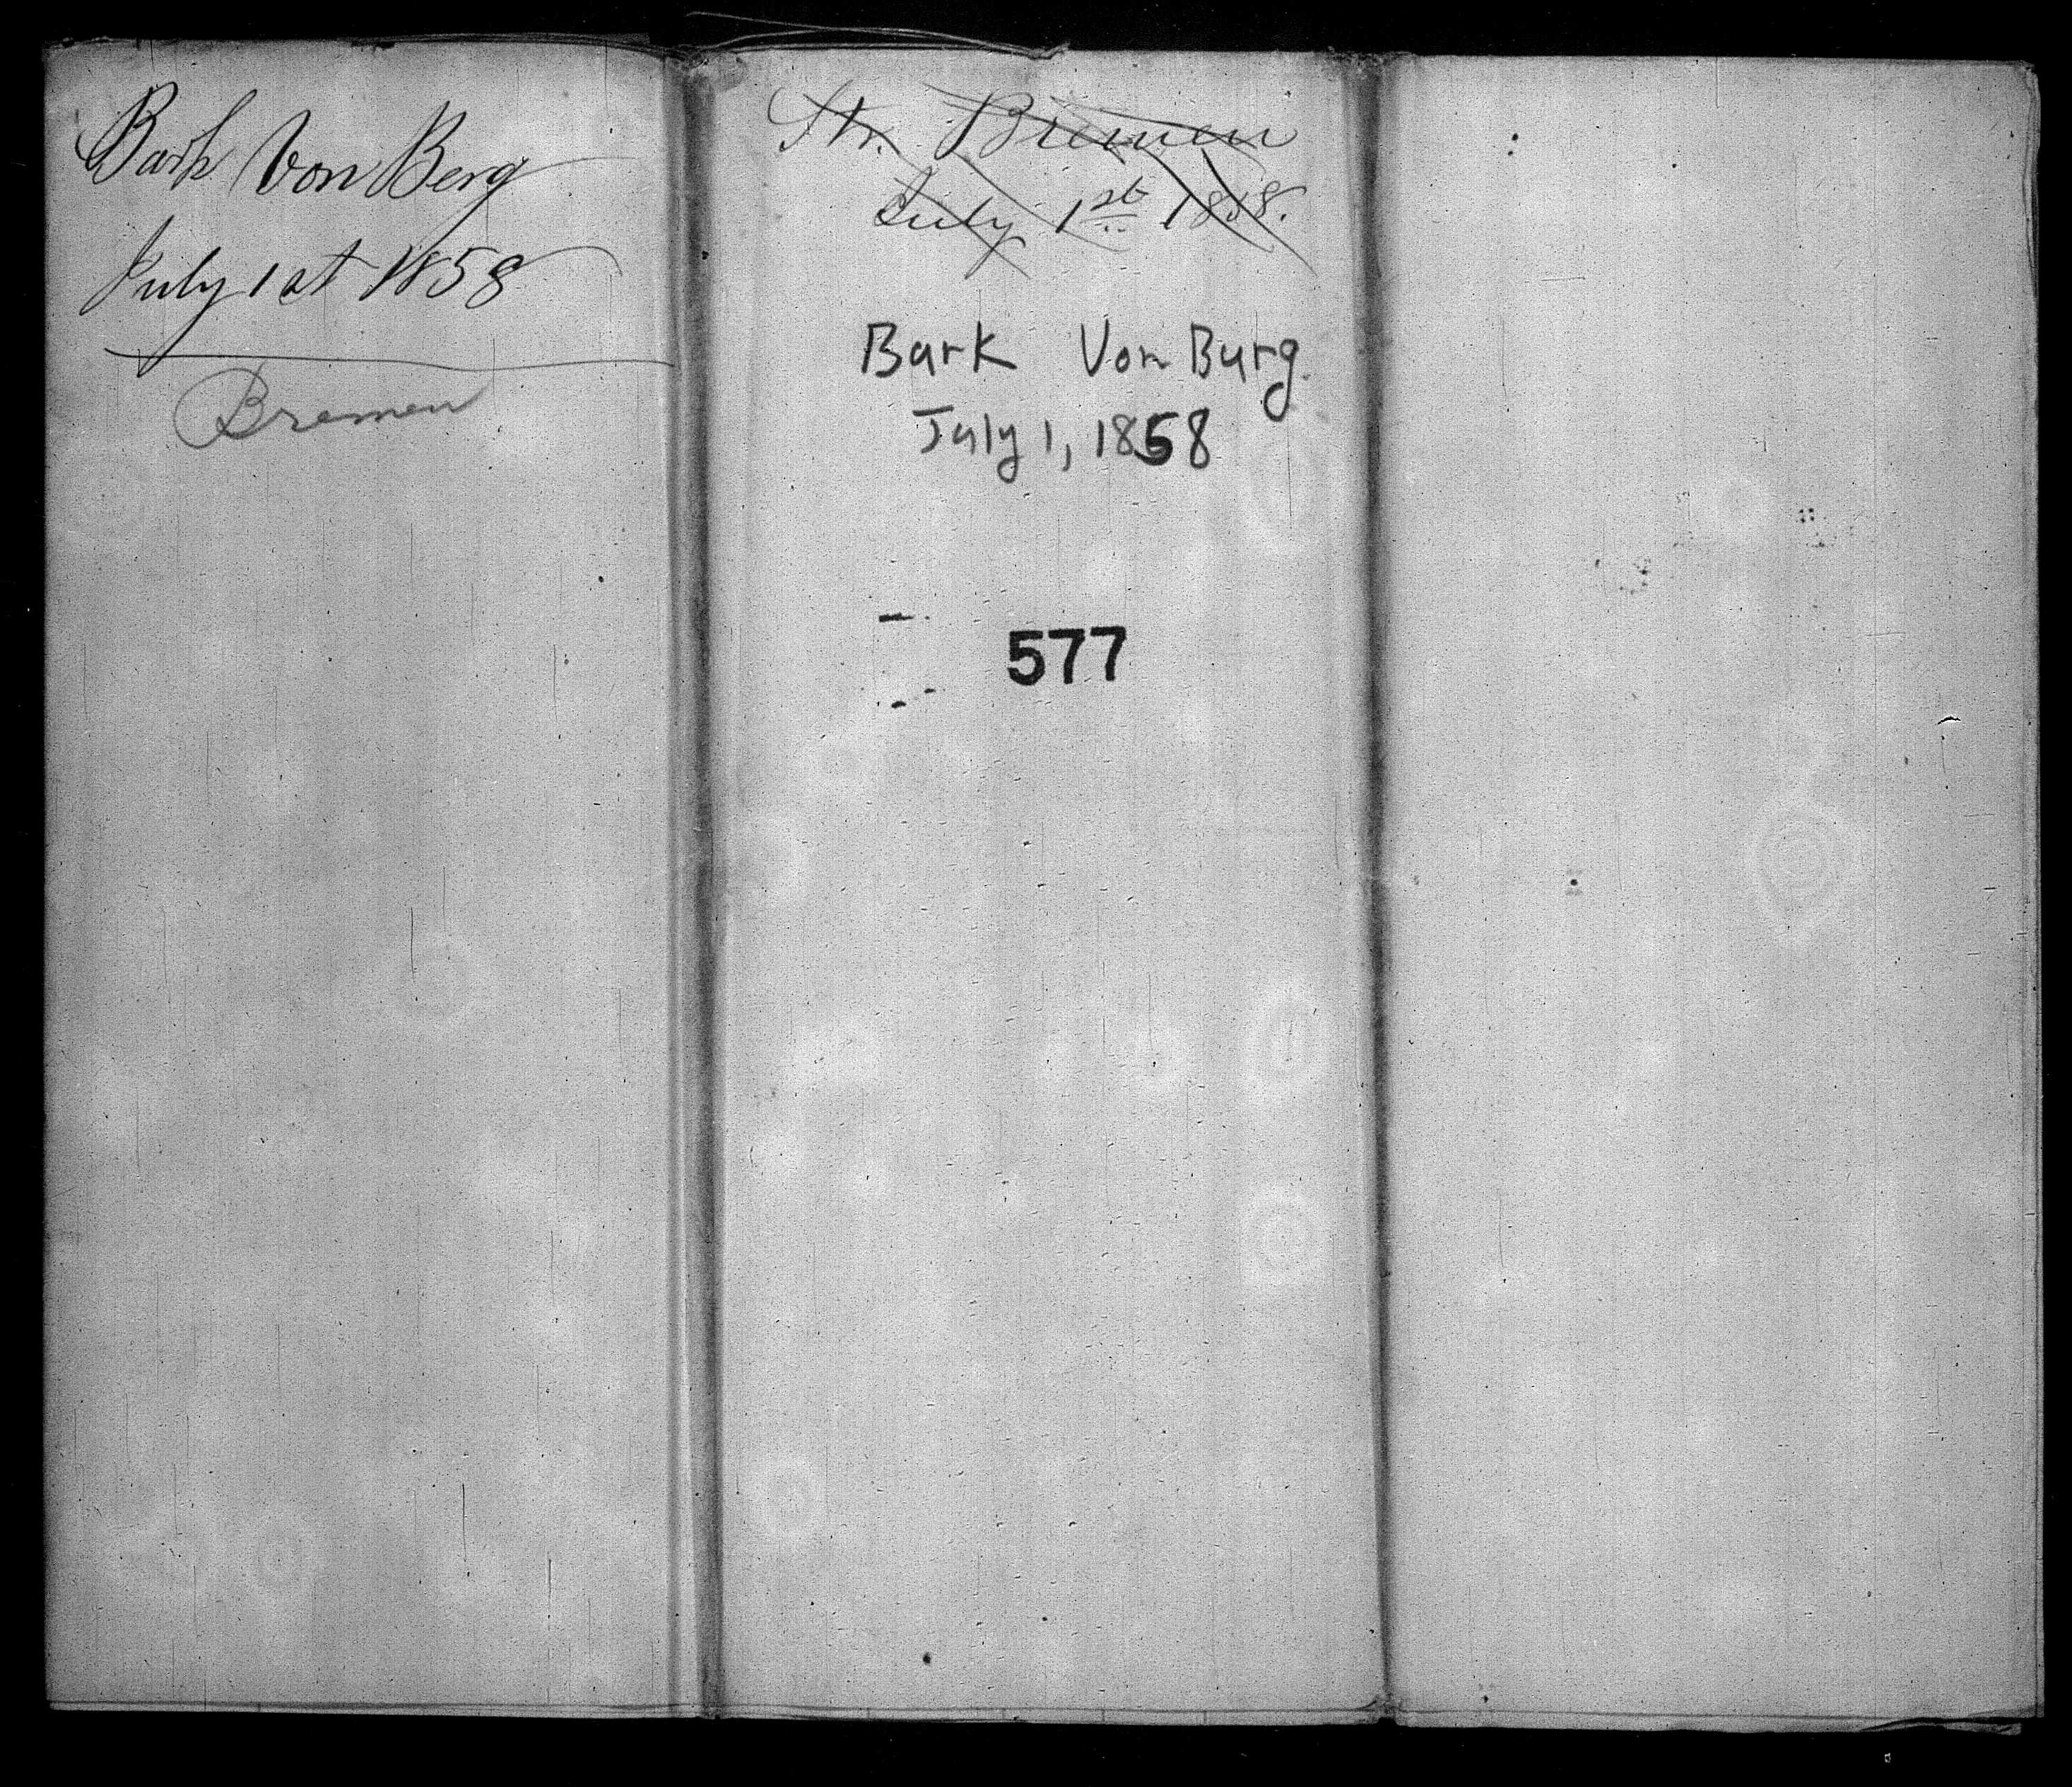 Bark Von Berg
July 1st 1858
Bremen
Str. Bremen
July 1st 1858.
Bark Von Burg.
July 1, 1858
577